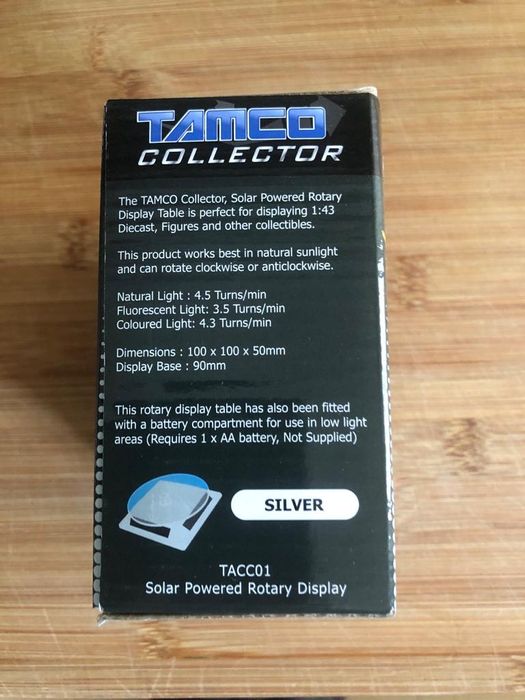 TAMCO
COLLECTOR
The TAMCO Collector, Solar Powered Rotary
Display Table is perfect for displaying 1:43
Diecast, Figures and other collectibles.
This product works best in natural sunlight
and can rotate clockwise or anticlockwise.
Natural Light : 4.5 Turns/min
Fluorescent Light: 3.5 Turns/min
Coloured Light: 4.3 Turns/min
Dimensions : 100 x 100 x 50mm
Display Base : 90mm
This rotary display table has also been fitted
with a battery compartment for use in low light
areas (Requires 1 x AA battery, Not Supplied)
SILVER
TACC01
Solar Powered Rotary Display